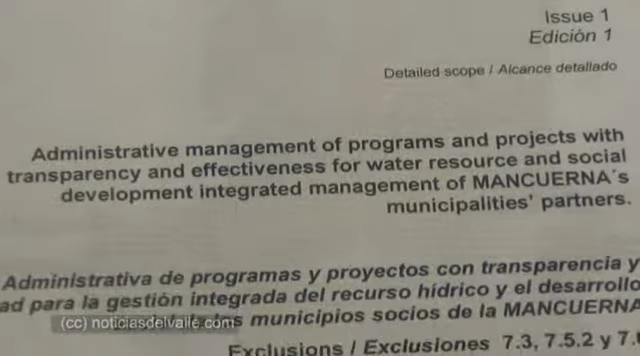 Issue 1
Edición 1
Detailed scope / Alcance detallado
Administrative management of programs and projects with
transparency and effectiveness for water resource and social
development integrated management of MANCUERNA´s
municipalities' partners.
Administrativa de programas y proyectos con transparencia y
ad para la gestión integrada del recurso hídrico y el desarrollo
municipios socios de la MANCUERNA
(cc) noticiasdelvalle.com
Exclusions / Exclusiones 7.3, 7.5.2 y 7.